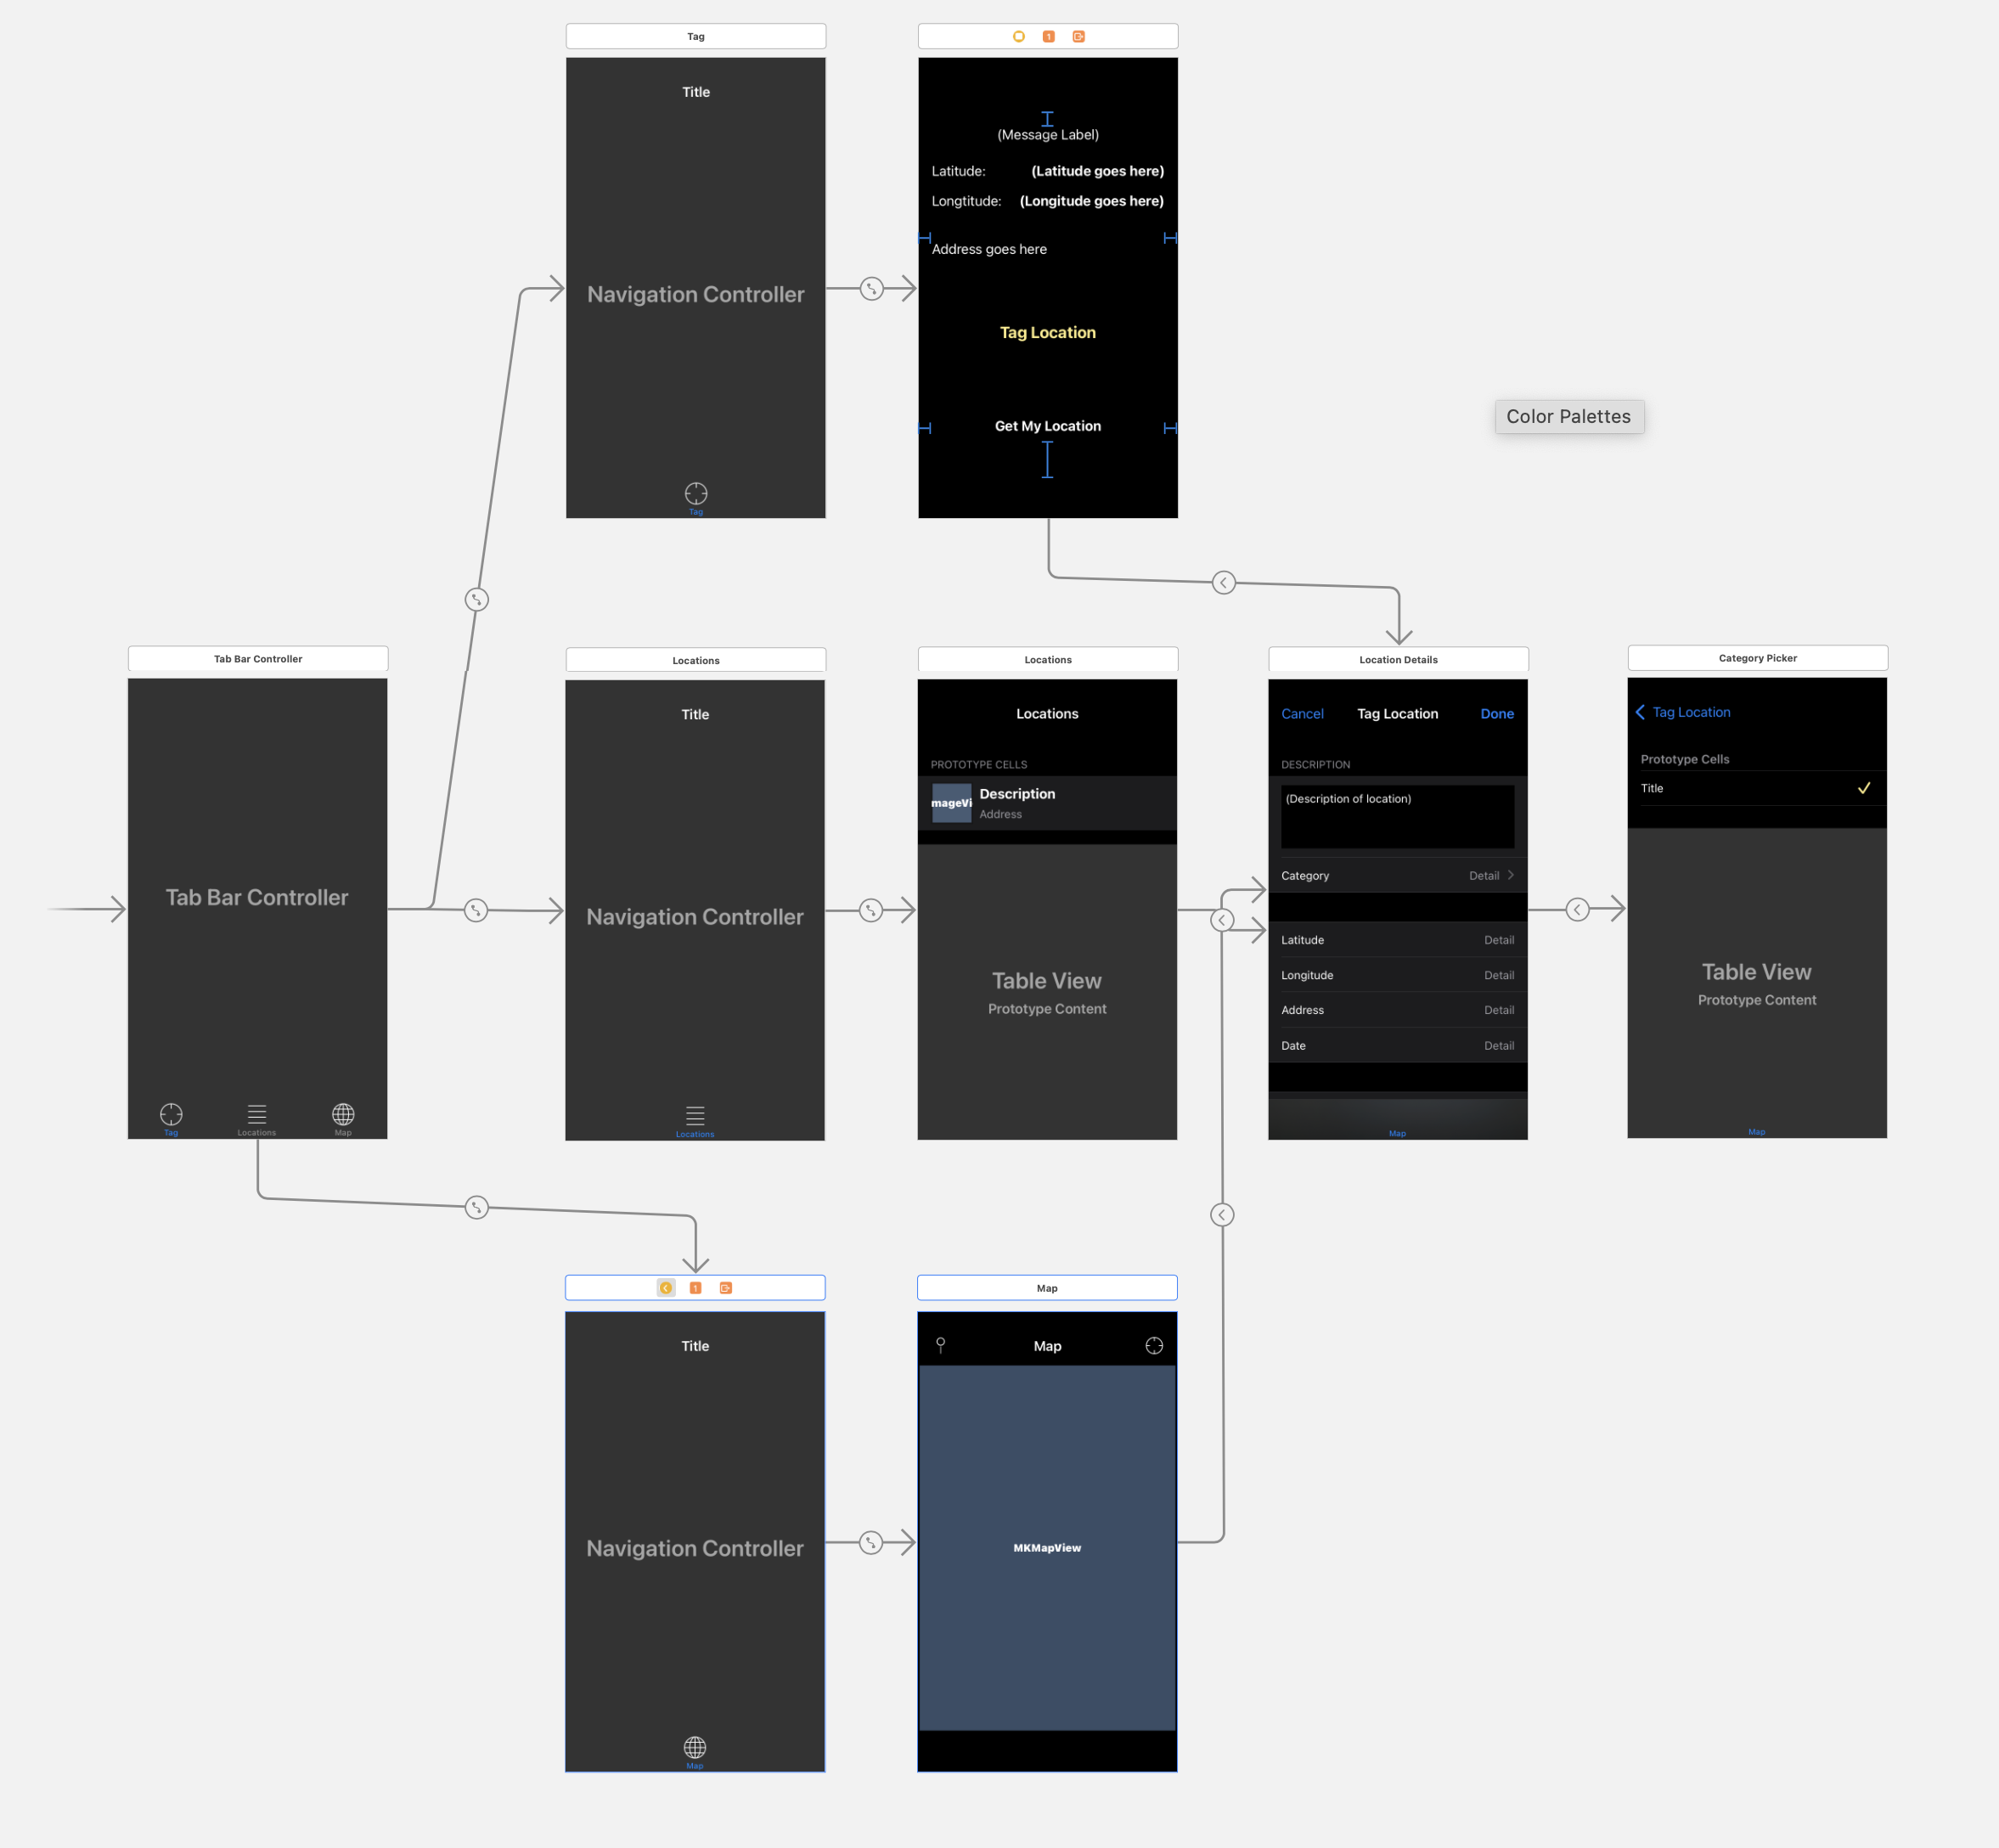 Tag
Title
Navigation Controller
Tag
1
(Message Label)
Latitude: (Latitude goes here)
Longtitude: (Longitude goes here)
Address goes here
Tag Location
Get My Location
Color Palettes
Tab Bar Controller
Tab Bar Controller
Tag Locations Map
Locations
Title
Navigation Controller
Locations
Locations
Locations
PROTOTYPE CELLS
mageVi
Description
Address
Table View
Prototype Content
Location Details
Cancel Tag Location Done
DESCRIPTION
(Description of location)
Category Detail
Latitude Detail
Longitude Detail
Address Detail
Date Detail
Map
Category Picker
Tag Location
Prototype Cells
Title
Table View
Prototype Content
Map
1
Title
Navigation Controller
Map
Map
Map
MKMapView